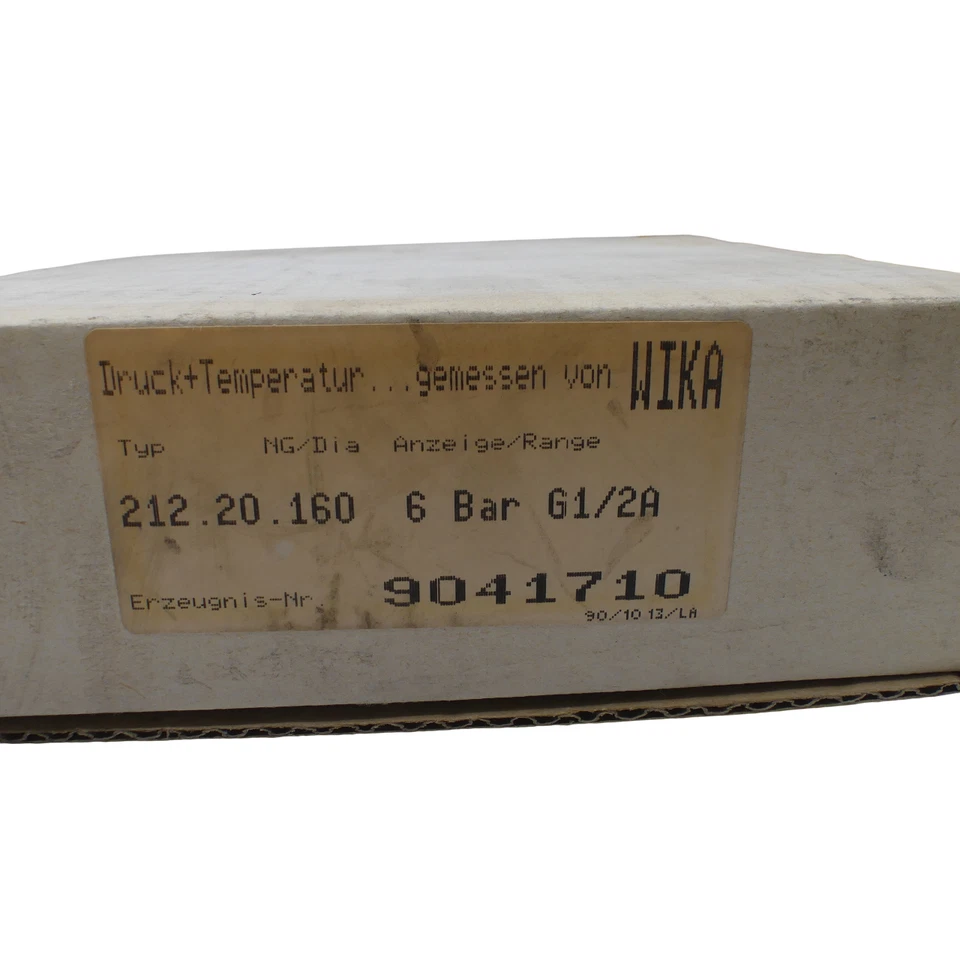 Druck+Temperatur...gemessen von WIKA
Typ NG/Dia Anzeige/Range
212.20.160 6 Bar G1/2A
Erzeugnis-Nr. 9041710
90/10 13/LA